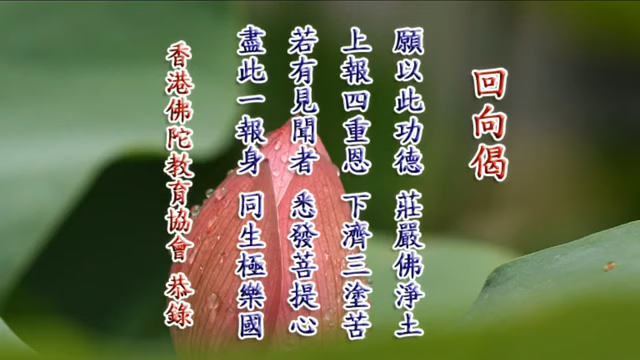 回向偈
願以此功德 莊嚴佛淨土
上報四重恩 下濟三塗苦
若有見聞者 悉發菩提心
盡此一報身 同生極樂國
香港佛陀教育協會 恭錄